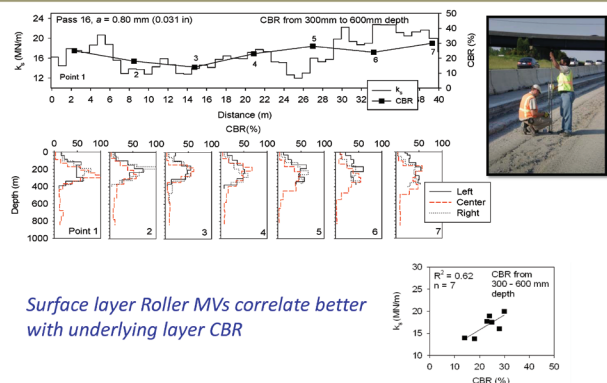 Pass 16, a = 0.80 mm (0.031 in)
CBR from 300mm to 600mm depth
24
20
16
12
50
40
30
20
10
0
ks (MN/m)
CBR (%)
Point 1
2
3
4
5
6
7
ks
CBR
0 2 4 6 8 10 12 14 16 18 20 22 24 26 28 30 32 34 36 38 40
Distance (m)
CBR(%)
0 50 100 50 100 50 100 50 100 50 100 50 100 50 100
0
200
400
600
800
1000
Depth (m)
Point 1
2
3
4
5
6
7
Left
Center
Right
Surface layer Roller MVs correlate better
with underlying layer CBR
30
25
20
15
10
ks (MN/m)
R2 = 0.62
n = 7
CBR from
300 - 600 mm
depth
0 10 20 30 40 50
CBR (%)